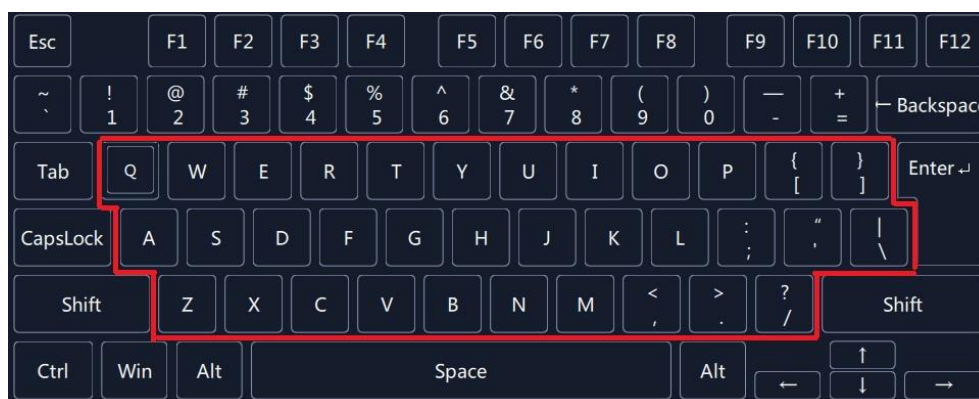 Esc F1 F2 F3 F4 F5 F6 F7 F8 F9 F10 F11 F12
~ ! @ # $ % ^ & * ( ) — +
` 1 2 3 4 5 6 7 8 9 0 - = ← Backspace
Tab Q W E R T Y U I O P { } Enter ↵
[ ]
CapsLock A S D F G H J K L : " |
; ' \
Shift Z X C V B N M < > ? Shift
, . /
Ctrl Win Alt Space Alt ↑
← ↓ →